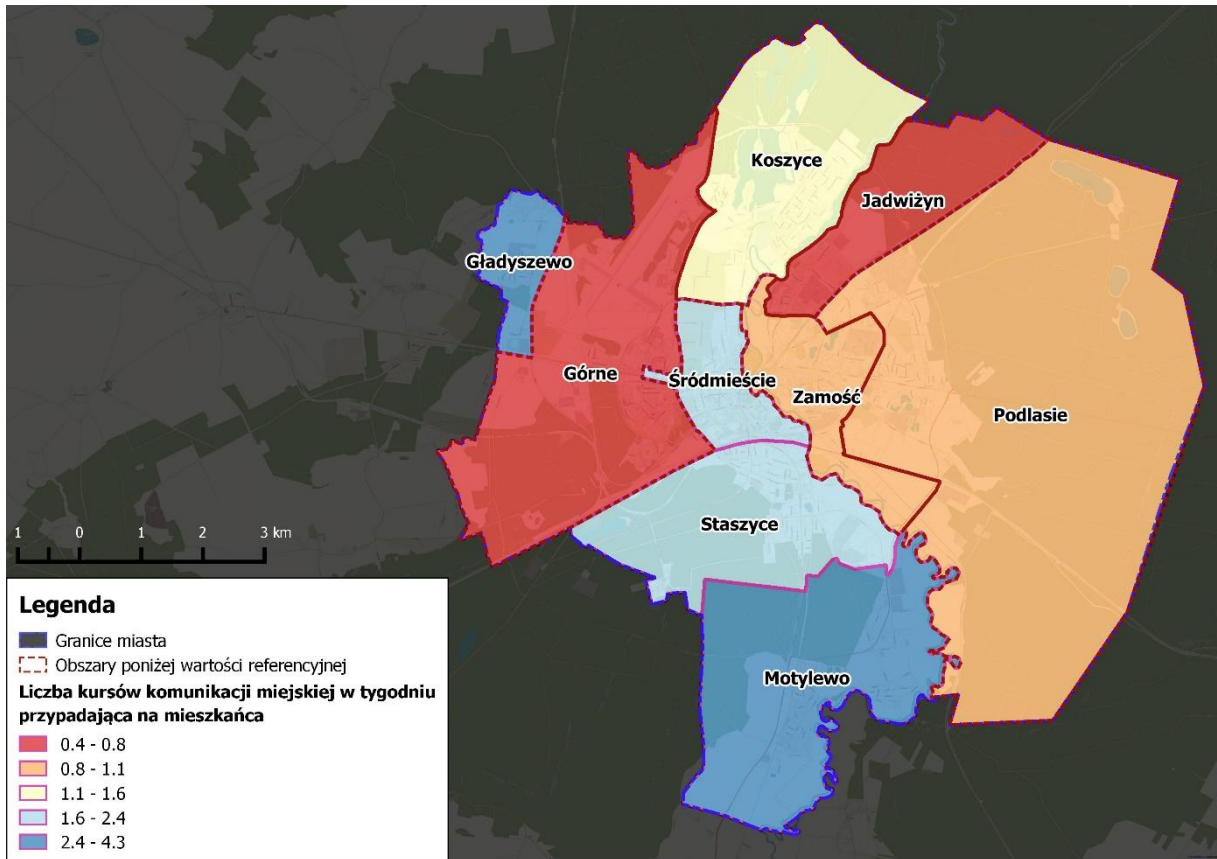 Koszyce
Jadwiżyn
Gładyszewo
Górne
Śródmieście
Zamość
Podlasie
Staszyce
Motylewo
1 0 1 2 3 km
Legenda
Granice miasta
Obszary poniżej wartości referencyjnej
Liczba kursów komunikacji miejskiej w tygodniu
przypadająca na mieszkańca
0.4 - 0.8
0.8 - 1.1
1.1 - 1.6
1.6 - 2.4
2.4 - 4.3